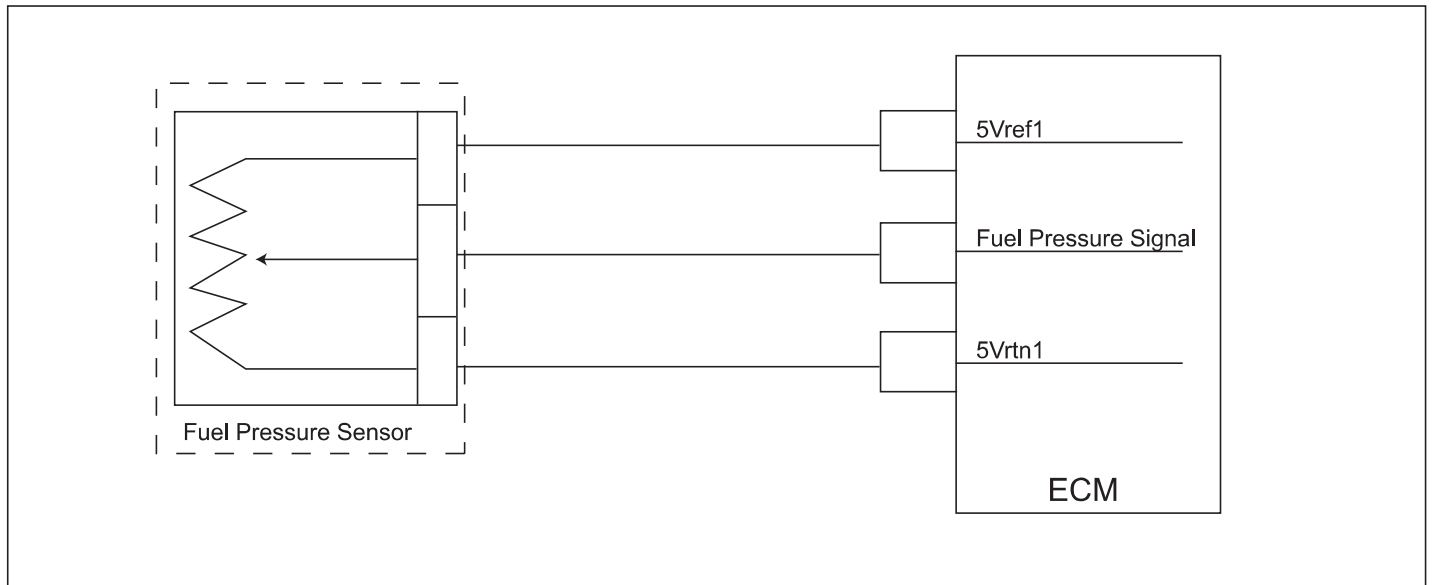 5Vref1
Fuel Pressure Signal
5Vrtn1
Fuel Pressure Sensor
ECM